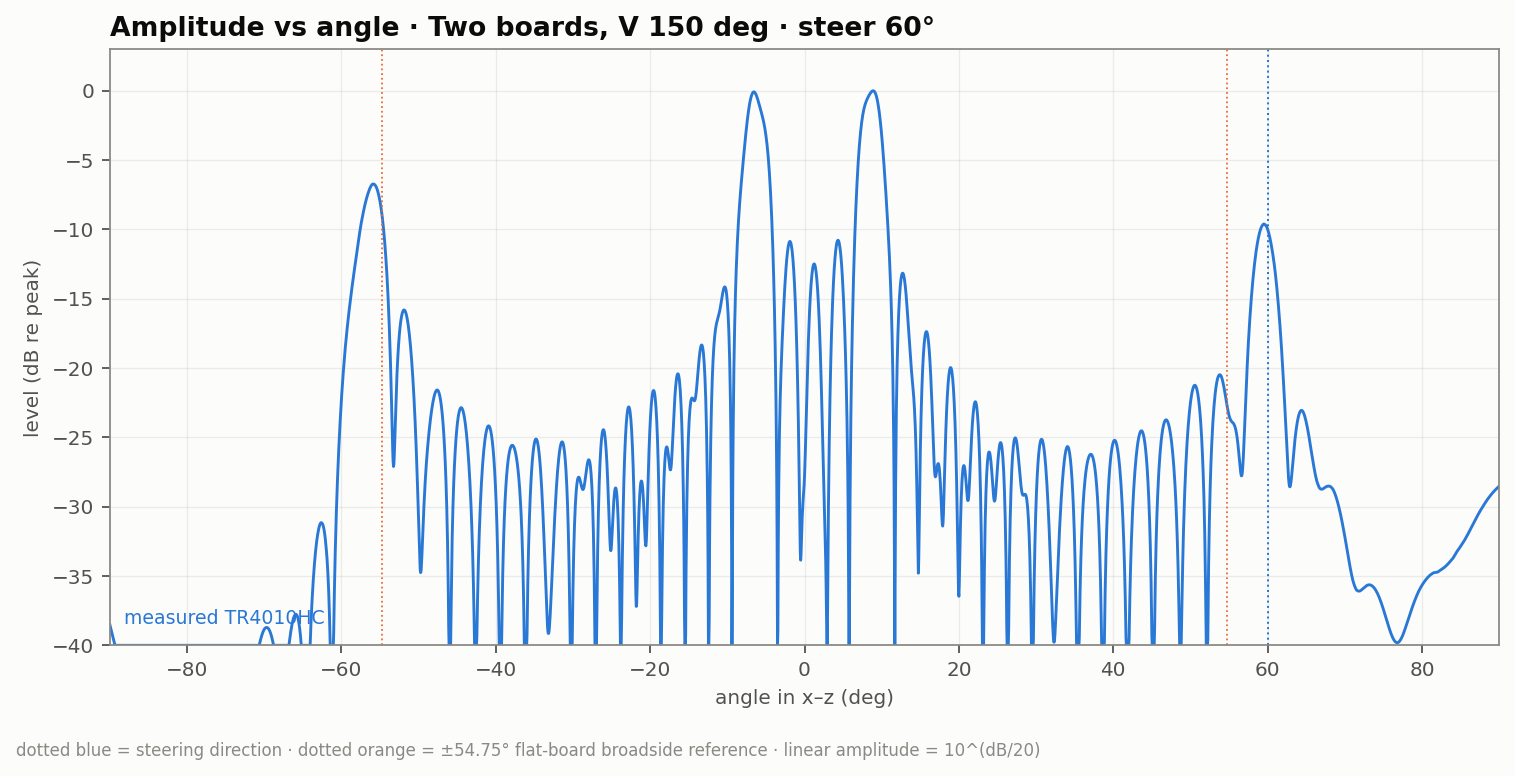 Amplitude vs angle · Two boards, V 150 deg · steer 60°
level (dB re peak)
0
−5
−10
−15
−20
−25
−30
−35
−40
measured TR4010HC
−80 −60 −40 −20 0 20 40 60 80
angle in x–z (deg)
dotted blue = steering direction · dotted orange = ±54.75° flat-board broadside reference · linear amplitude = 10^(dB/20)